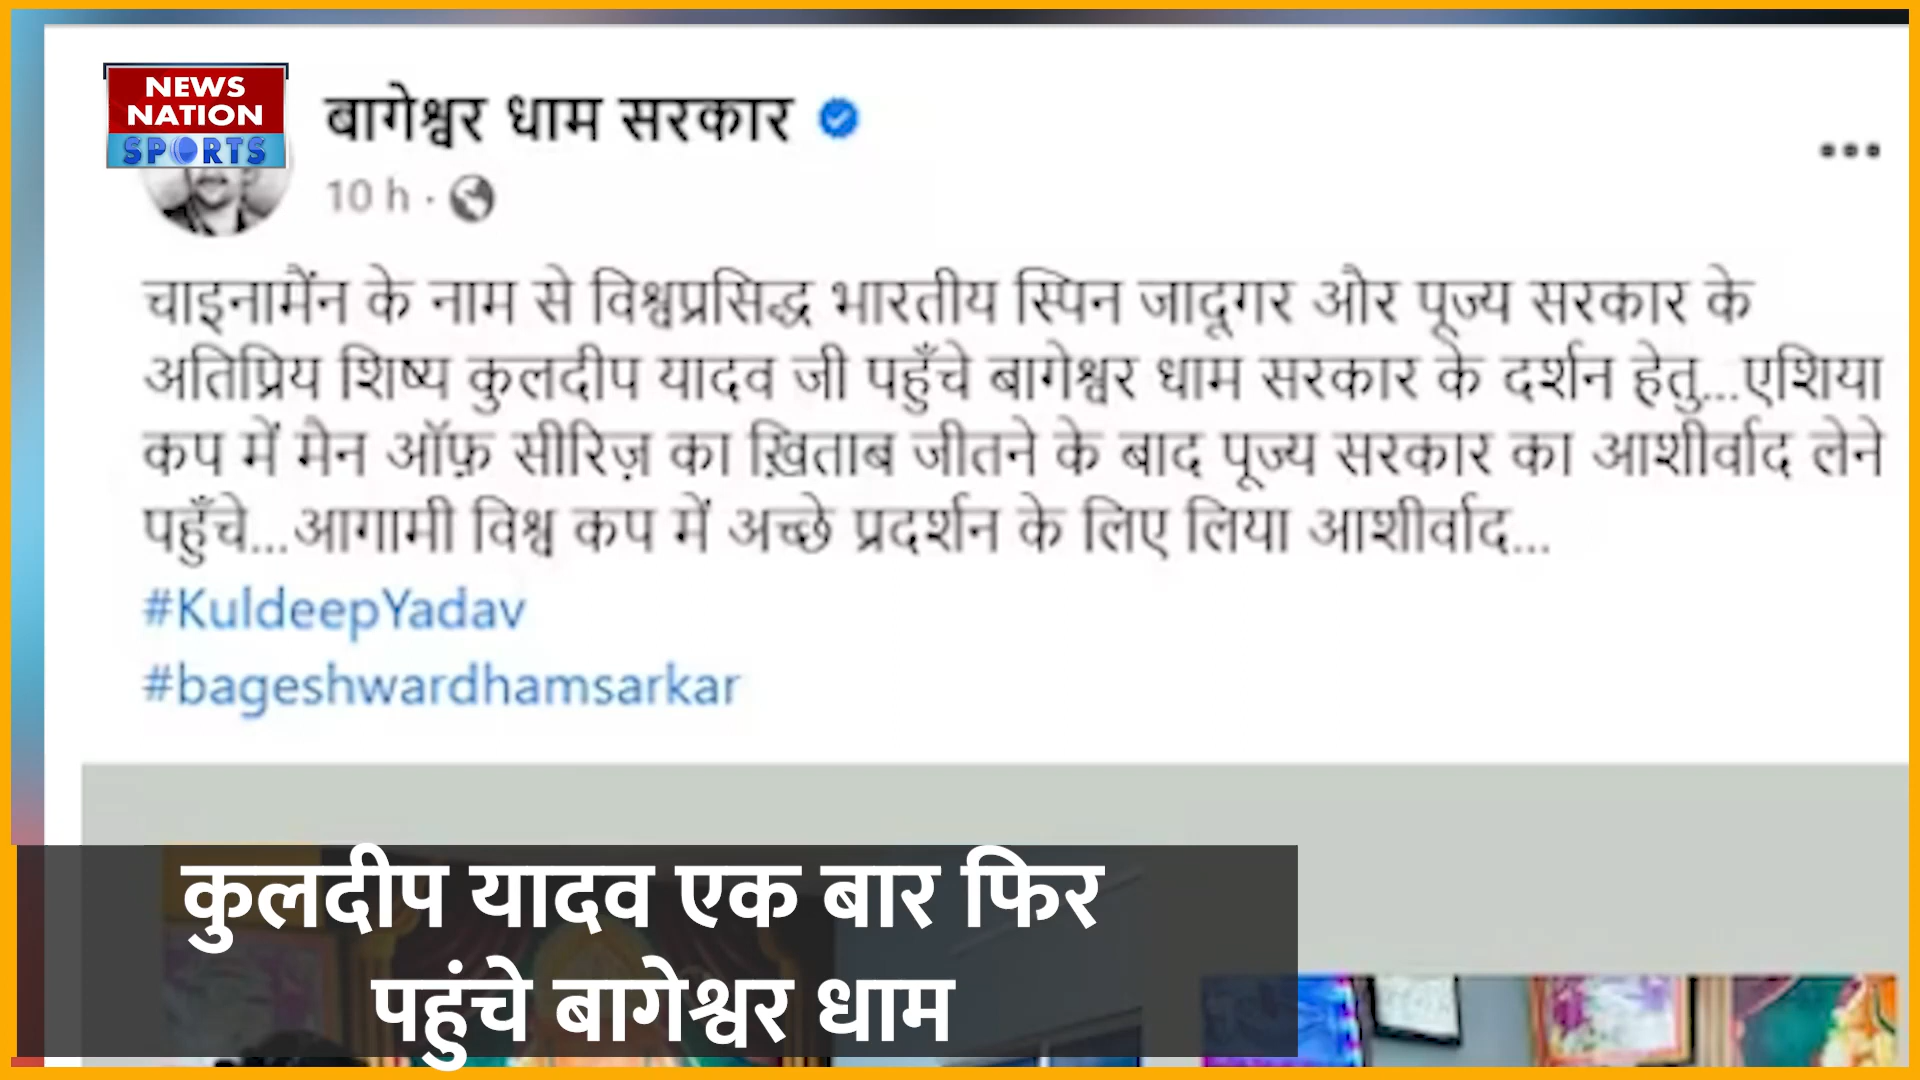 NEWS
NATION
SPORTS
बागेश्वर धाम सरकार
10 h ·
चाइनामैंन के नाम से विश्वप्रसिद्ध भारतीय स्पिन जादूगर और पूज्य सरकार के
अतिप्रिय शिष्य कुलदीप यादव जी पहुँचे बागेश्वर धाम सरकार के दर्शन हेतु...एशिया
कप में मैन ऑफ़ सीरिज़ का ख़िताब जीतने के बाद पूज्य सरकार का आशीर्वाद लेने
पहुँचे...आगामी विश्व कप में अच्छे प्रदर्शन के लिए लिया आशीर्वाद...
#KuldeepYadav
#bageshwardhamsarkar
कुलदीप यादव एक बार फिर
पहुंचे बागेश्वर धाम